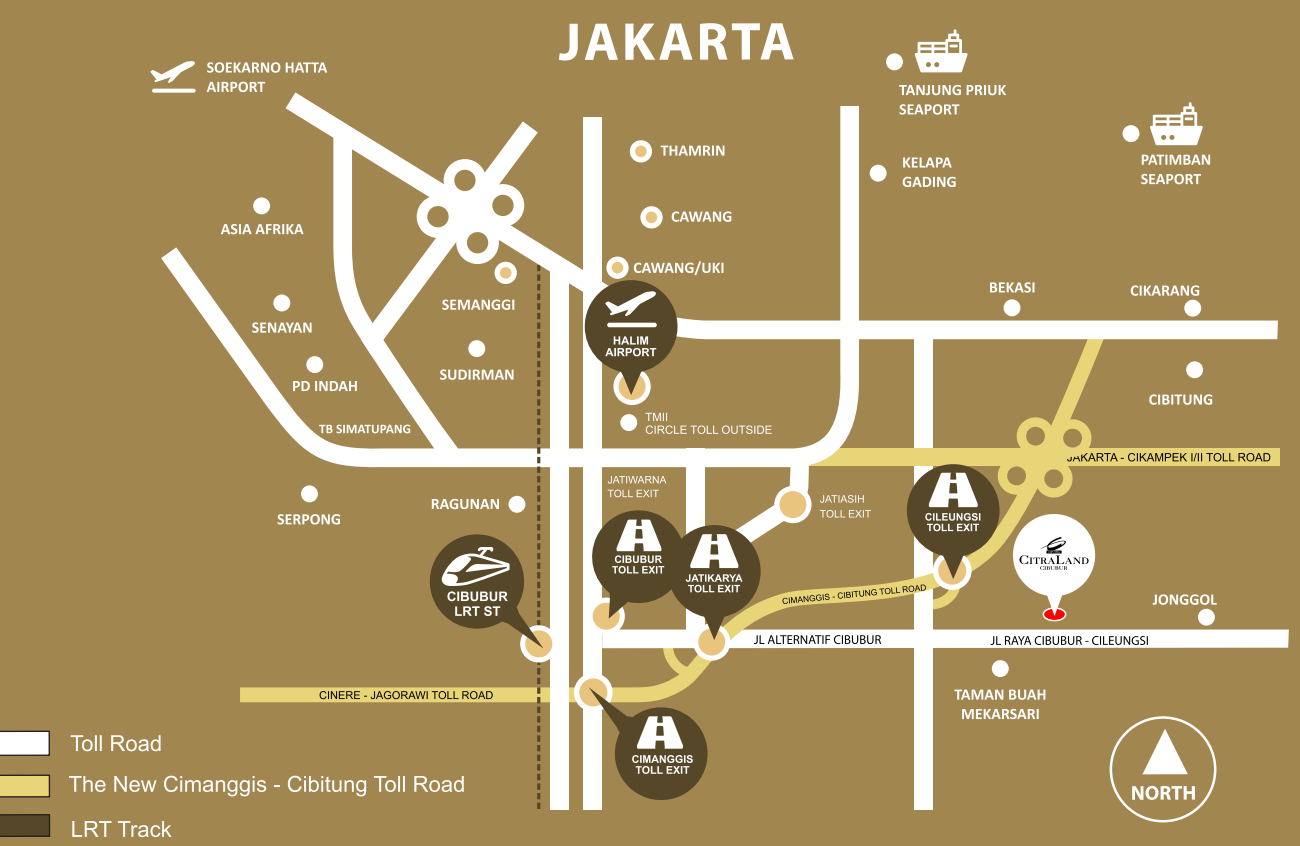 JAKARTA
SOEKARNO HATTA
AIRPORT
TANJUNG PRIUK
SEAPORT
PATIMBAN
SEAPORT
THAMRIN
KELAPA
GADING
CAWANG
ASIA AFRIKA
CAWANG/UKI
SEMANGGI
BEKASI
CIKARANG
SENAYAN
HALIM
AIRPORT
SUDIRMAN
PD INDAH
CIBITUNG
TMII
CIRCLE TOLL OUTSIDE
TB SIMATUPANG
JAKARTA - CIKAMPEK I/II TOLL ROAD
JATIWARNA
TOLL EXIT
RAGUNAN
JATIASIH
TOLL EXIT
SERPONG
CILEUNGSI
TOLL EXIT
CIBUBUR
TOLL EXIT
JATIKARYA
TOLL EXIT
CITRALAND
CIBUBUR
CIBUBUR
LRT ST
CIMANGGIS - CIBITUNG TOLL ROAD
JONGGOL
JL ALTERNATIF CIBUBUR
JL RAYA CIBUBUR - CILEUNGSI
CINERE - JAGORAWI TOLL ROAD
TAMAN BUAH
MEKARSARI
CIMANGGIS
TOLL EXIT
NORTH
Toll Road
The New Cimanggis - Cibitung Toll Road
LRT Track